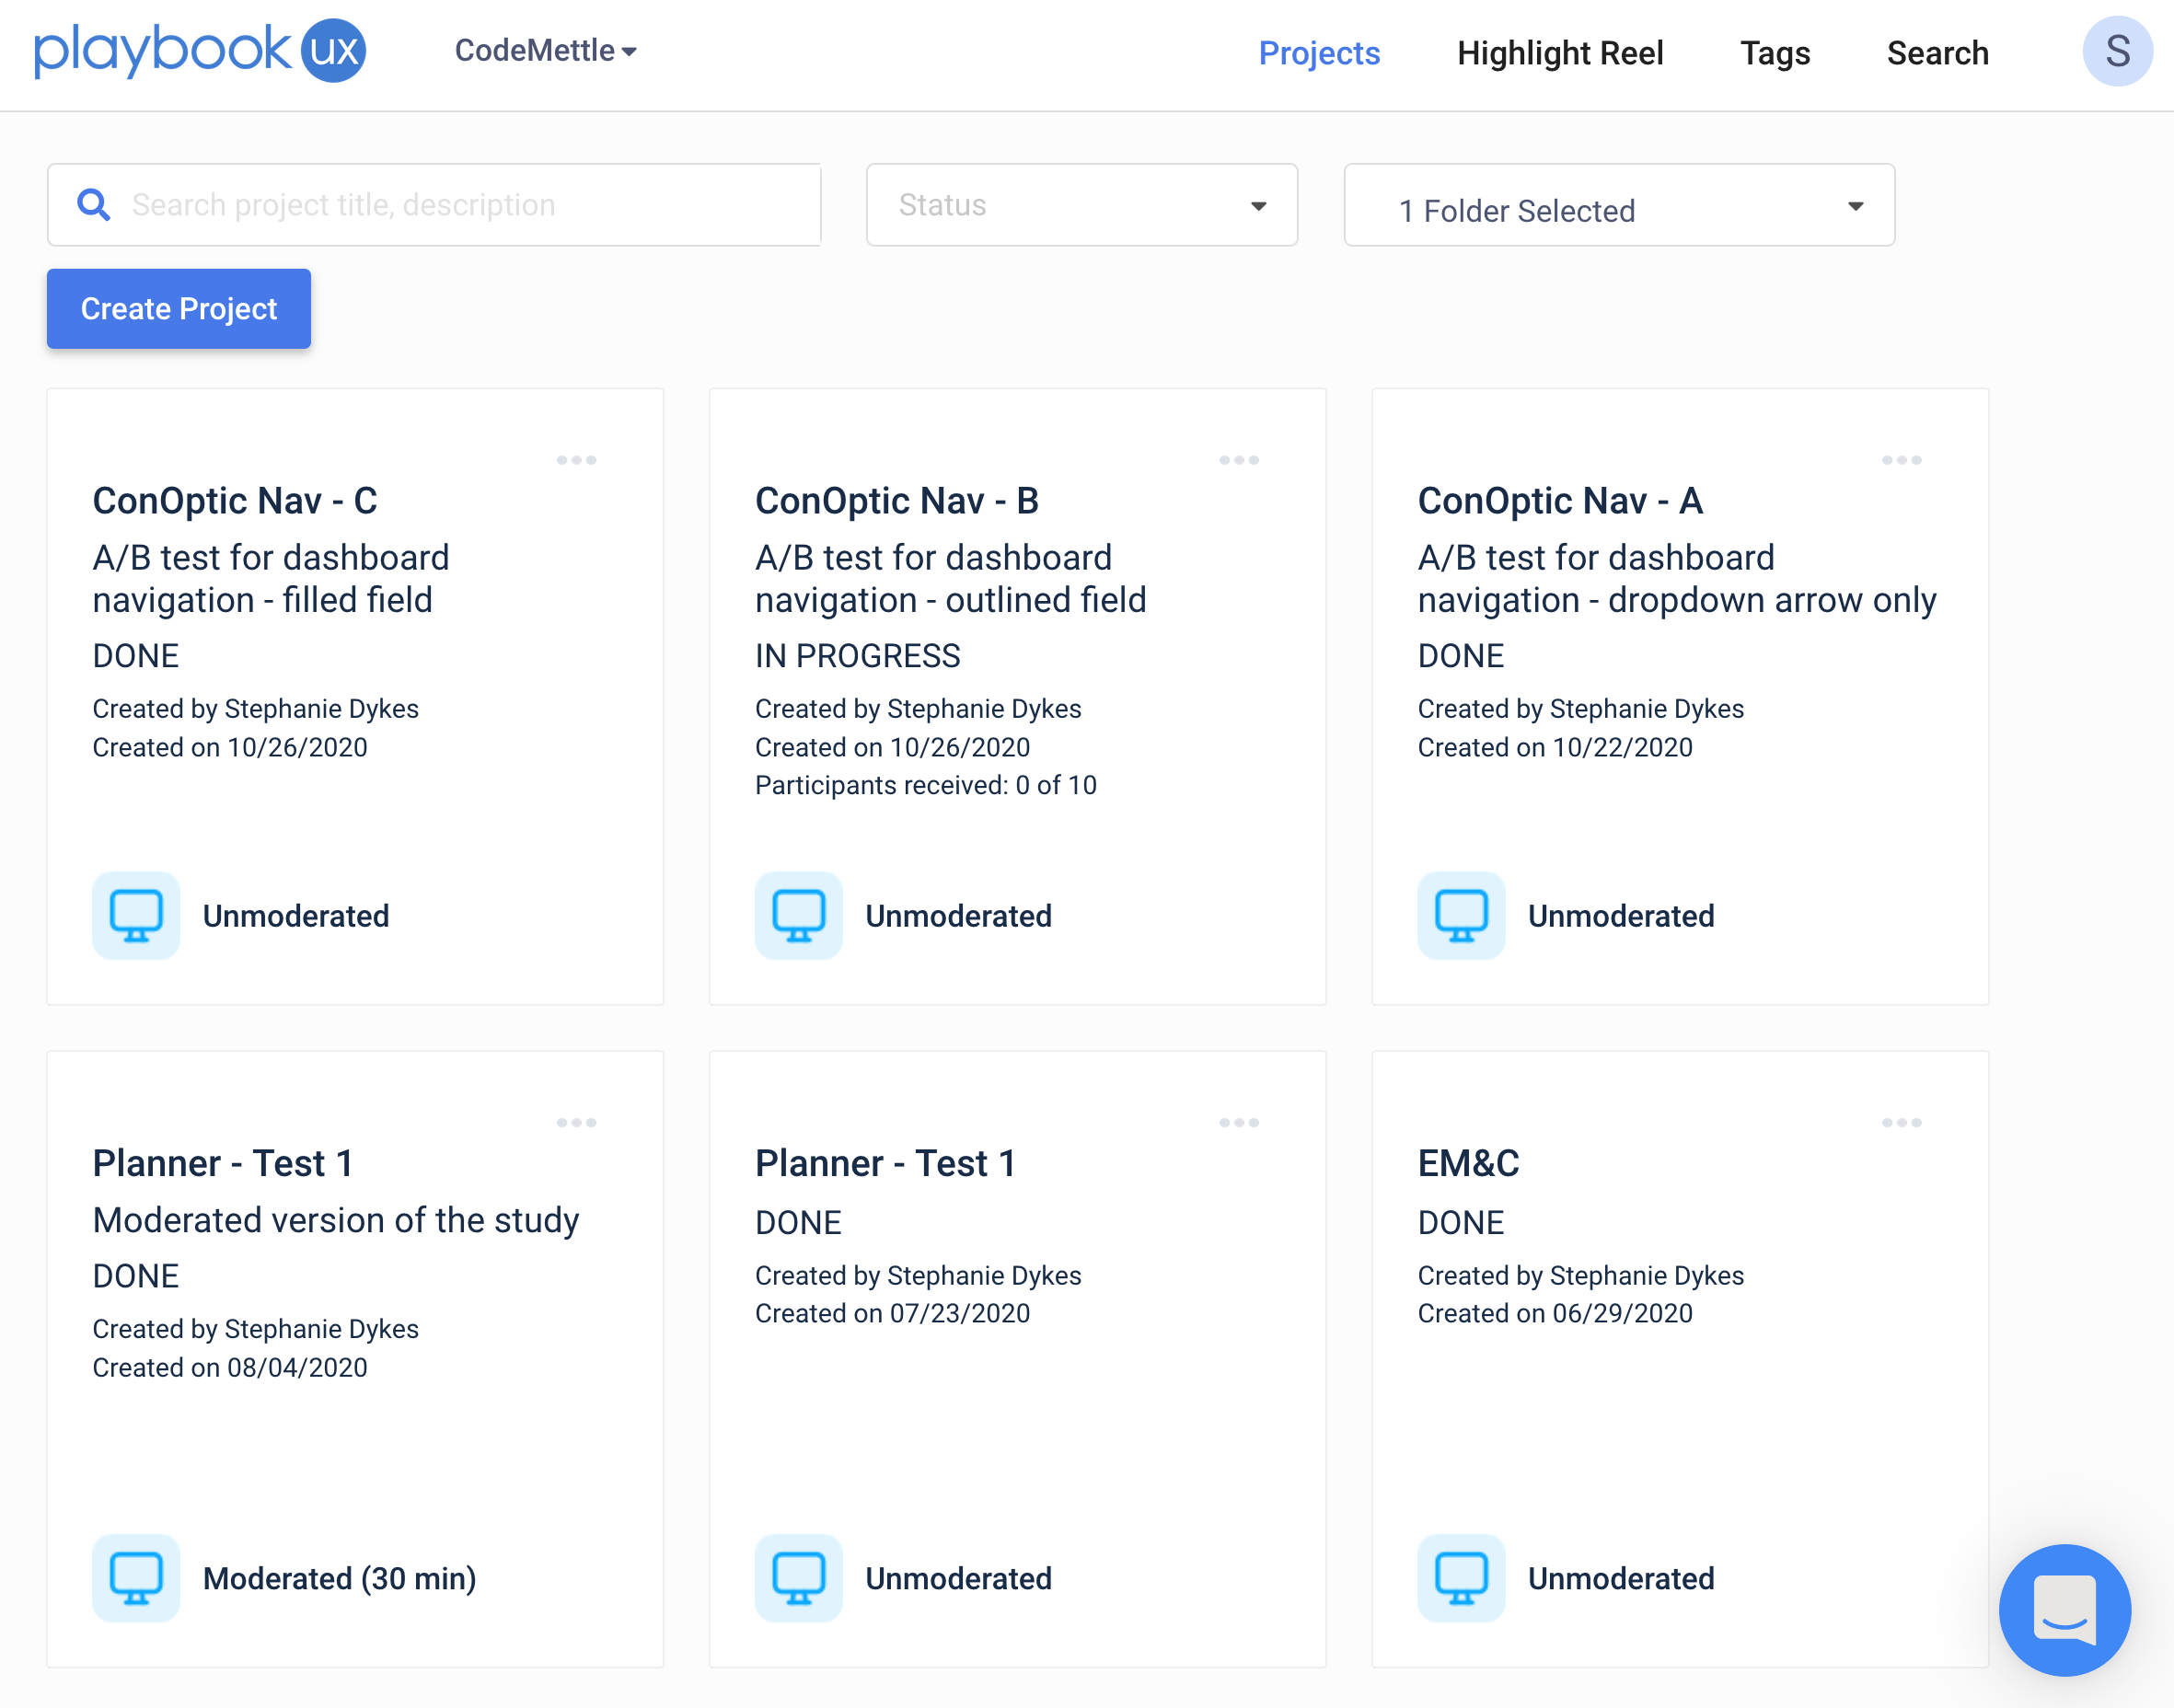 playbook UX
CodeMettle
Projects
Highlight Reel
Tags
Search
S
Search project title, description
Status
1 Folder Selected
Create Project
ConOptic Nav - C
A/B test for dashboard
navigation - filled field
DONE
Created by Stephanie Dykes
Created on 10/26/2020
Unmoderated
ConOptic Nav - B
A/B test for dashboard
navigation - outlined field
IN PROGRESS
Created by Stephanie Dykes
Created on 10/26/2020
Participants received: 0 of 10
Unmoderated
ConOptic Nav - A
A/B test for dashboard
navigation - dropdown arrow only
DONE
Created by Stephanie Dykes
Created on 10/22/2020
Unmoderated
Planner - Test 1
Moderated version of the study
DONE
Created by Stephanie Dykes
Created on 08/04/2020
Moderated (30 min)
Planner - Test 1
DONE
Created by Stephanie Dykes
Created on 07/23/2020
Unmoderated
EM&C
DONE
Created by Stephanie Dykes
Created on 06/29/2020
Unmoderated